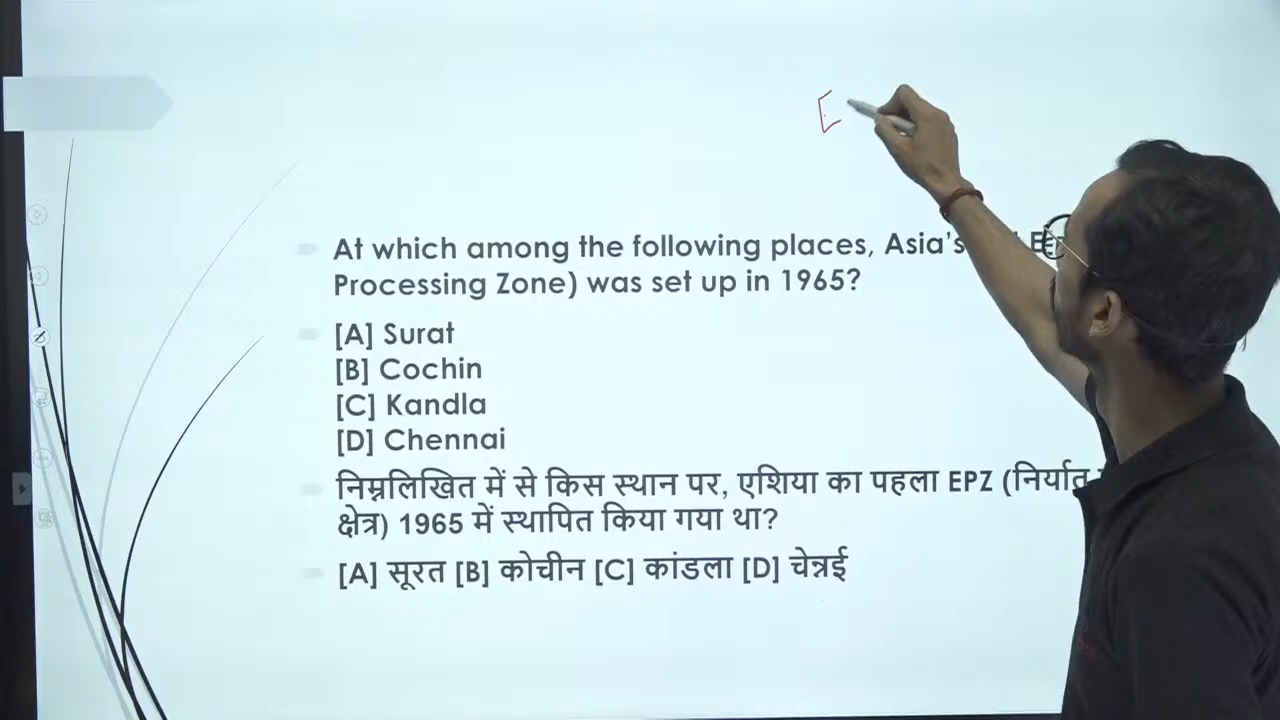 E
At which among the following places, Asia's
Processing Zone) was set up in 1965?
[A] Surat
[B] Cochin
[C] Kandla
[D] Chennai
निम्नलिखित में से किस स्थान पर, एशिया का पहला EPZ (निर्यात
क्षेत्र) 1965 में स्थापित किया गया था?
[A] सूरत [B] कोचीन [C] कांडला [D] चेन्नई